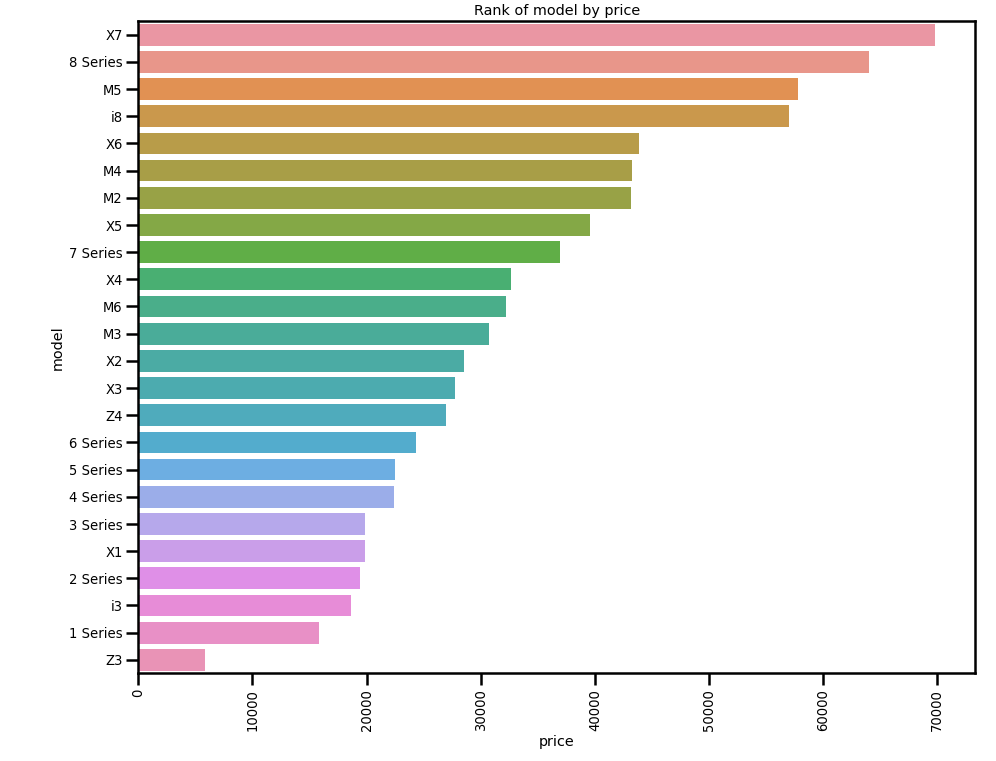 Rank of model by price
X7
8 Series
M5
i8
X6
M4
M2
X5
7 Series
X4
M6
M3
X2
X3
Z4
6 Series
5 Series
4 Series
3 Series
X1
2 Series
i3
1 Series
Z3
model
0
10000
20000
30000
40000
50000
60000
70000
price